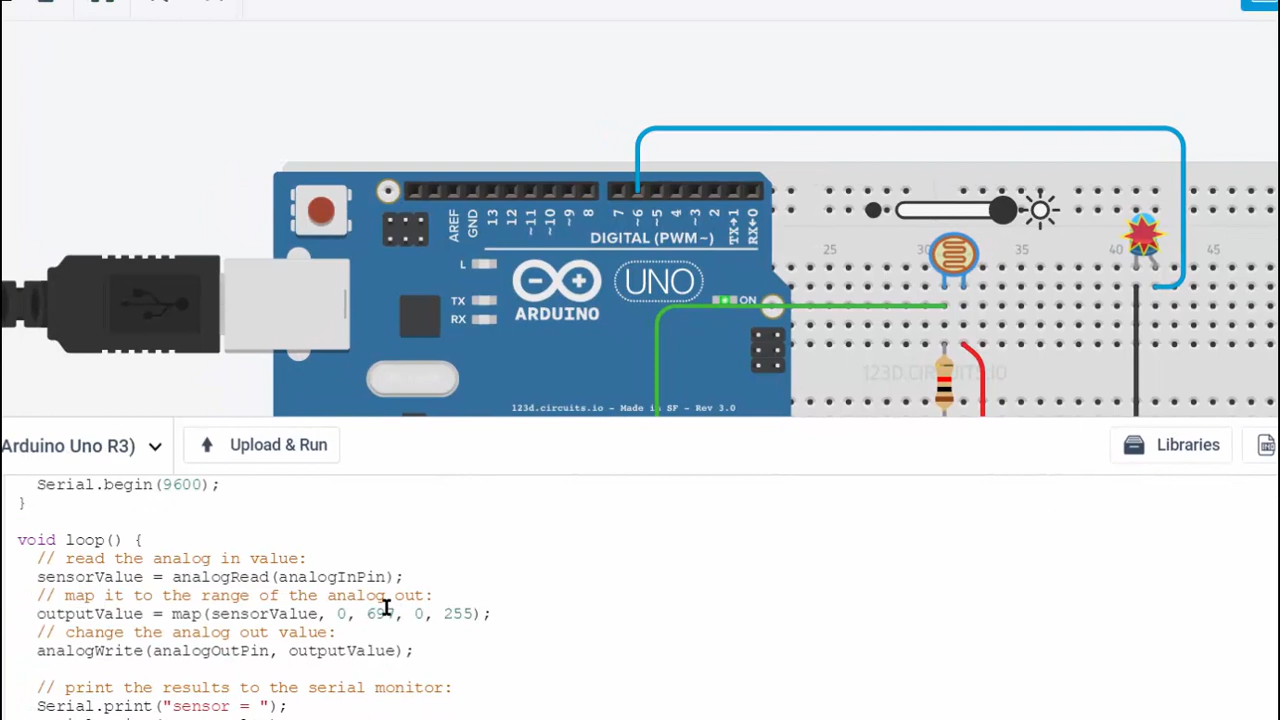 AREF
GND
13
12
~11
~10
~9
8
7
~6
~5
4
~3
2
TX→1
RX←0
DIGITAL (PWM~)
L
TX
RX
ARDUINO
UNO
ON
25
30
35
40
45
123D.CIRCUITS.IO
123d.circuits.io - Made in SF - Rev 3.0
Arduino Uno R3)
Upload & Run
Libraries
Serial.begin(9600);
}
void loop() {
// read the analog in value:
sensorValue = analogRead(analogInPin);
// map it to the range of the analog out:
outputValue = map(sensorValue, 0, 697, 0, 255);
// change the analog out value:
analogWrite(analogOutPin, outputValue);
// print the results to the serial monitor:
Serial.print("sensor = ");